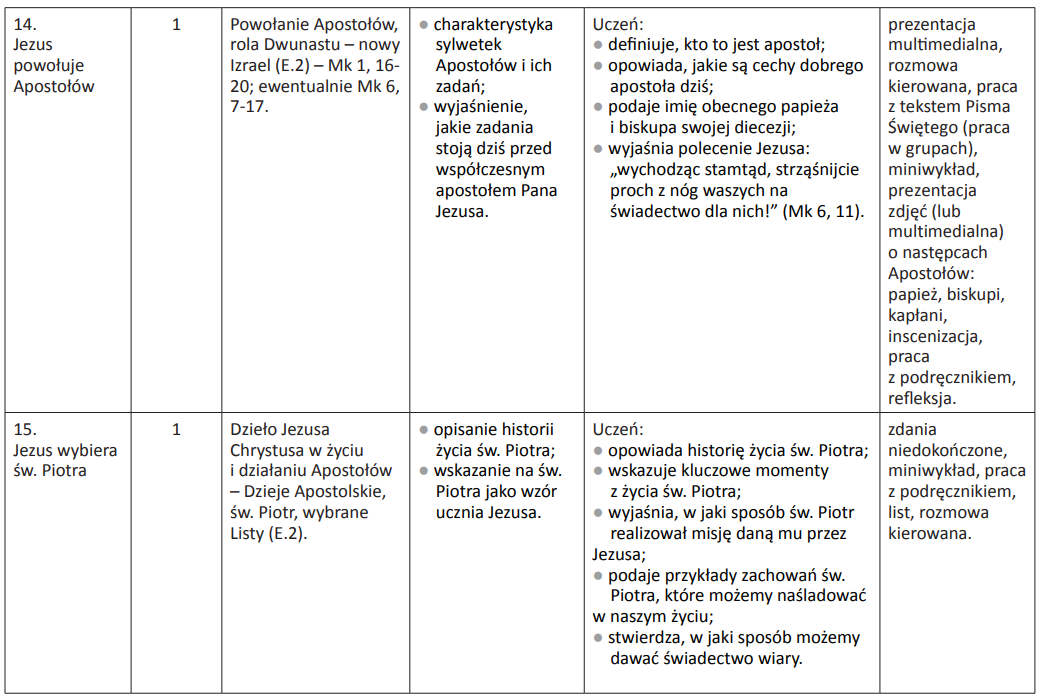 14.
Jezus
powołuje
Apostołów
1
Powołanie Apostołów,
rola Dwunastu – nowy
Izrael (E.2) – Mk 1, 16-
20; ewentualnie Mk 6,
7-17.
● charakterystyka
sylwetek
Apostołów i ich
zadań;
● wyjaśnienie,
jakie zadania
stoją dziś przed
współczesnym
apostołem Pana
Jezusa.
Uczeń:
● definiuje, kto to jest apostoł;
● opowiada, jakie są cechy dobrego
apostoła dziś;
● podaje imię obecnego papieża
i biskupa swojej diecezji;
● wyjaśnia polecenie Jezusa:
„wychodząc stamtąd, strząśnijcie
proch z nóg waszych na
świadectwo dla nich!” (Mk 6, 11).
prezentacja
multimedialna,
rozmowa
kierowana, praca
z tekstem Pisma
Świętego (praca
w grupach),
miniwykład,
prezentacja
zdjęć (lub
multimedialna)
o następcach
Apostołów:
papież, biskupi,
kapłani,
inscenizacja,
praca
z podręcznikiem,
refleksja.
15.
Jezus wybiera
św. Piotra
1
Dzieło Jezusa
Chrystusa w życiu
i działaniu Apostołów
– Dzieje Apostolskie,
św. Piotr, wybrane
Listy (E.2).
● opisanie historii
życia św. Piotra;
● wskazanie na św.
Piotra jako wzór
ucznia Jezusa.
Uczeń:
● opowiada historię życia św. Piotra;
● wskazuje kluczowe momenty
z życia św. Piotra;
● wyjaśnia, w jaki sposób św. Piotr
realizował misję daną mu przez
Jezusa;
● podaje przykłady zachowań św.
Piotra, które możemy naśladować
w naszym życiu;
● stwierdza, w jaki sposób możemy
dawać świadectwo wiary.
zdania
niedokończone,
miniwykład, praca
z podręcznikiem,
list, rozmowa
kierowana.